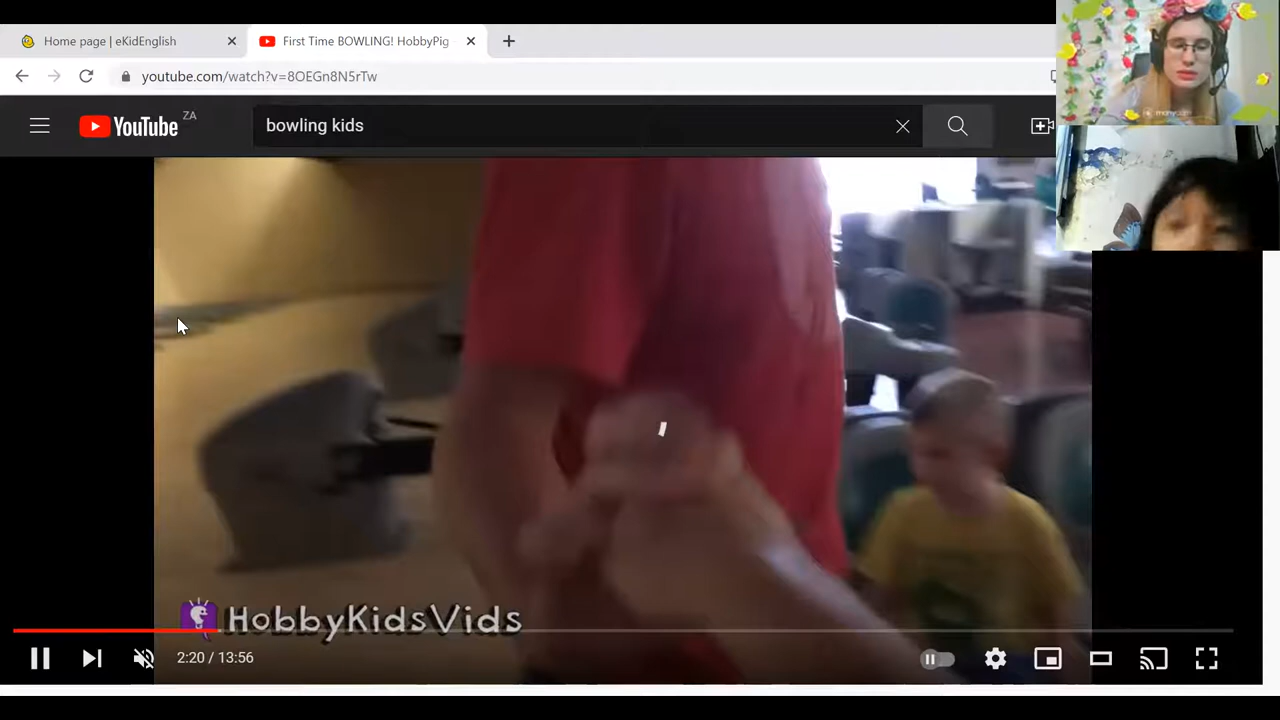 Home page | eKidEnglish
First Time BOWLING! HobbyPig
youtube.com/watch?v=8OEGn8N5rTw
YouTube ZA
bowling kids
HobbyKidsVids
2:20 / 13:56